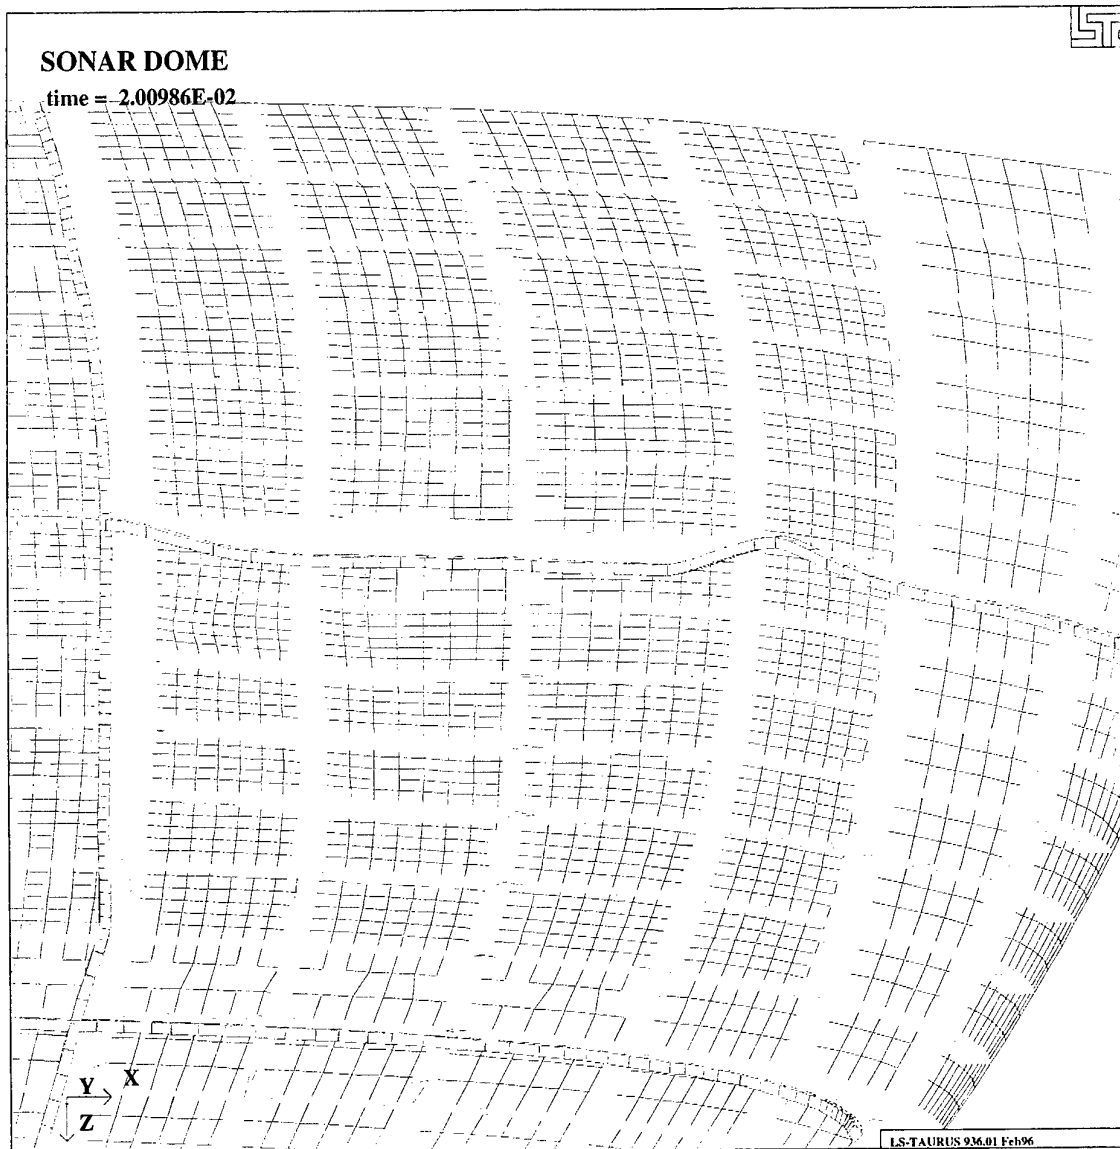 SONAR DOME
time = 2.00986E-02
Y X
Z
LS-TAURUS 936.01 Feb96